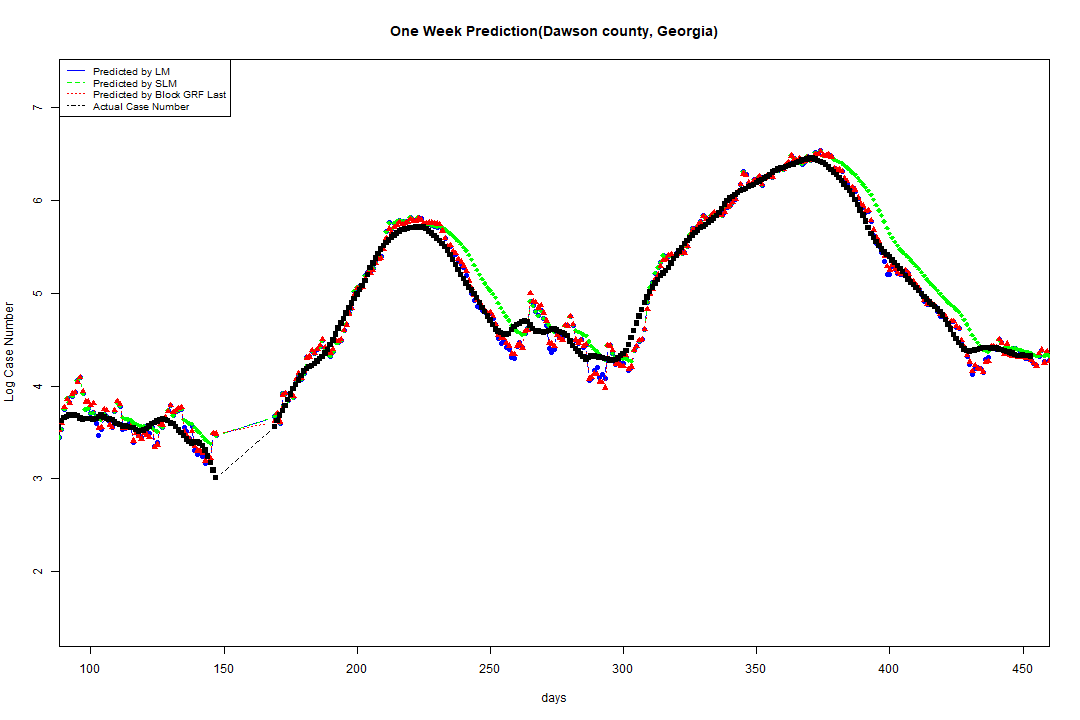 One Week Prediction(Dawson county, Georgia)
Predicted by LM
Predicted by SLM
Predicted by Block GRF Last
Actual Case Number
7
6
5
4
3
2
Log Case Number
100 150 200 250 300 350 400 450
days